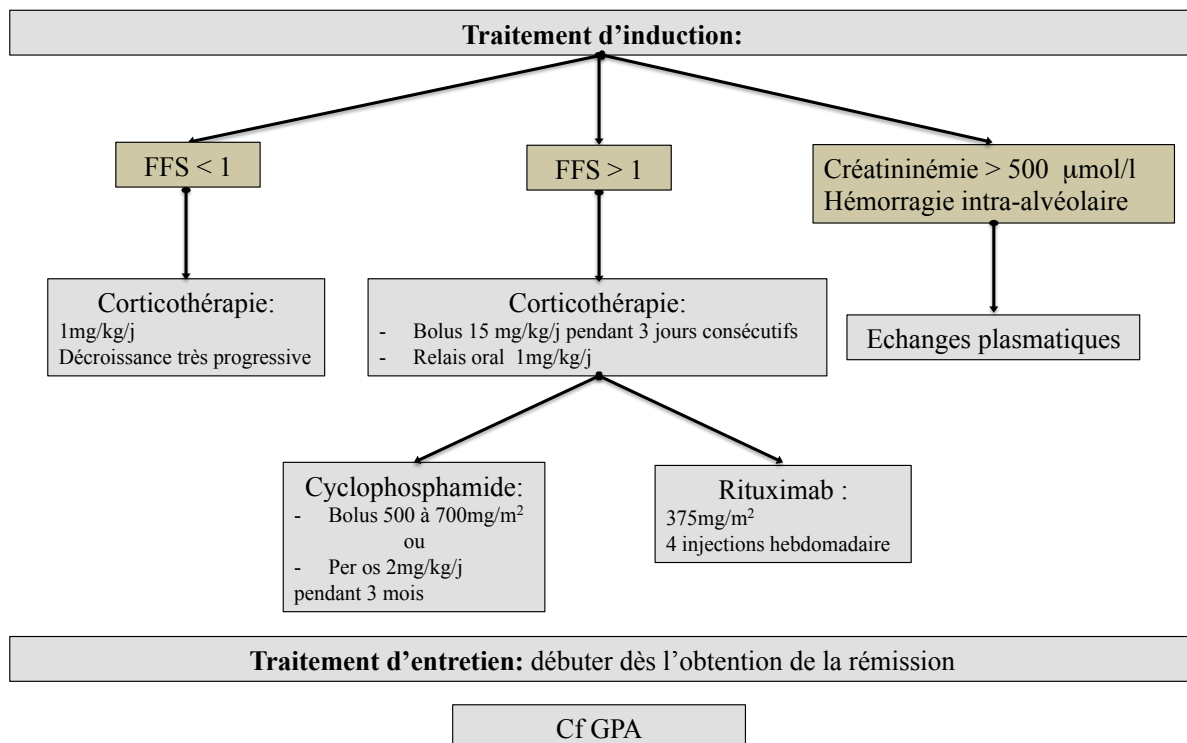 Traitement d’induction:
FFS < 1
FFS > 1
Créatininémie > 500 μmol/l
Hémorragie intra-alvéolaire
Corticothérapie:
1mg/kg/j
Décroissance très progressive
Corticothérapie:
- Bolus 15 mg/kg/j pendant 3 jours consécutifs
- Relais oral 1mg/kg/j
Echanges plasmatiques
Cyclophosphamide:
- Bolus 500 à 700mg/m²
ou
- Per os 2mg/kg/j
pendant 3 mois
Rituximab :
375mg/m²
4 injections hebdomadaire
Traitement d’entretien: débuter dès l’obtention de la rémission
Cf GPA